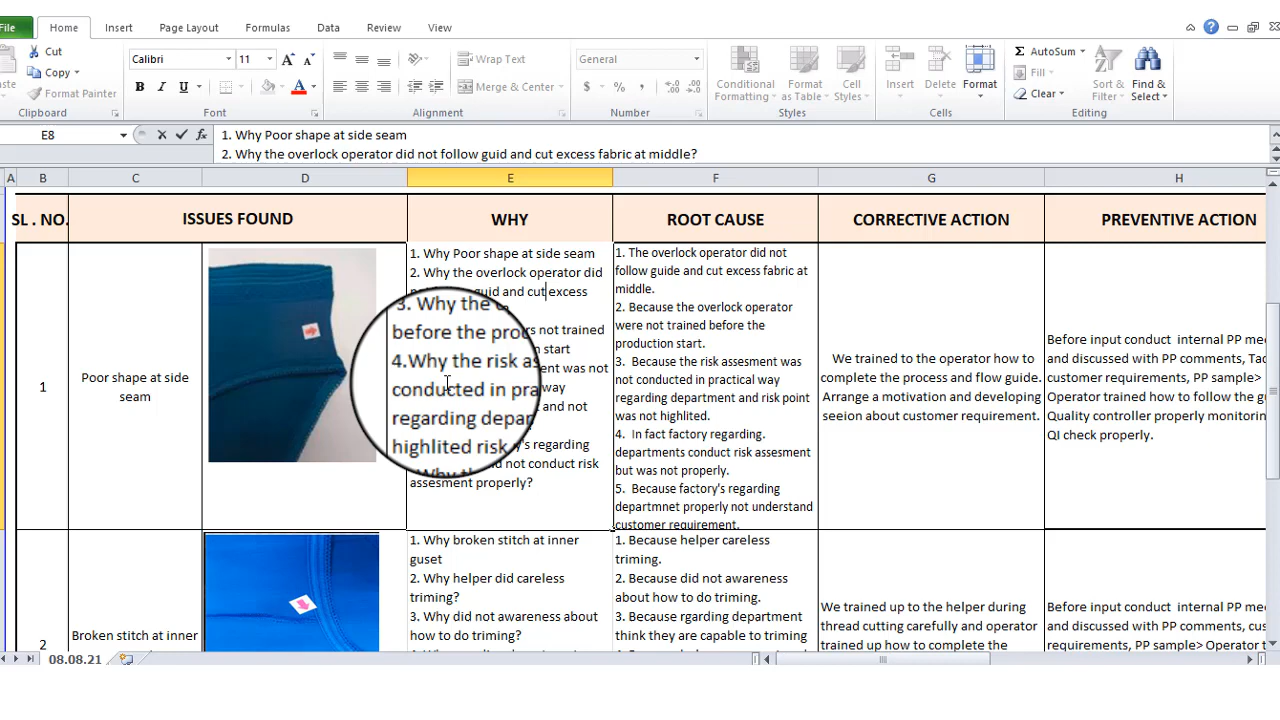 File Home Insert Page Layout Formulas Data Review View
Cut
Copy
Format Painter
Clipboard
Calibri 11
B I U
Font
Wrap Text
Merge & Center
Alignment
General
$ % ,
Number
Conditional Formatting
Format as Table
Cell Styles
Styles
Insert Delete Format
Cells
AutoSum
Fill
Clear
Sort & Filter
Find & Select
Editing
E8
1. Why Poor shape at side seam
2. Why the overlock operator did not follow guid and cut excess fabric at middle?
A B C D E F G H
SL . NO. ISSUES FOUND WHY ROOT CAUSE CORRECTIVE ACTION PREVENTIVE ACTION
1
Poor shape at side
seam
1. Why Poor shape at side seam
2. Why the overlock operator did
guid and cut excess
3. Why the
before the
4.Why the risk
conducted in
regarding
highlited risk
not trained
start
was not
way
and not
regarding
not conduct risk
assesment properly?
1. The overlock operator did not
follow guide and cut excess fabric at
middle.
2. Because the overlock operator
were not trained before the
production start.
3. Because the risk assesment was
not conducted in practical way
regarding department and risk point
was not highlited.
4. In fact factory regarding.
departments conduct risk assesment
but was not properly.
5. Because factory's regarding
departmnet properly not understand
customer requirement.
We trained to the operator how to
complete the process and flow guide.
Arrange a motivation and developing
seeion about customer requirement.
Before input conduct internal PP
and discussed with PP comments,
customer requirements, PP sample>
Operator trained how to follow the
Quality controller properly
QI check properly.
2
Broken stitch at inner
1. Why broken stitch at inner
guset
2. Why helper did careless
triming?
3. Why did not awareness about
how to do triming?
1. Because helper careless
triming.
2. Because did not awareness
about how to do triming.
3. Because rgarding department
think they are capable to triming
We trained up to the helper during
thread cutting carefully and operator
trained up how to complete the
Before input conduct internal PP
and discussed with PP comments,
requirements, PP sample> Operator
08.08.21